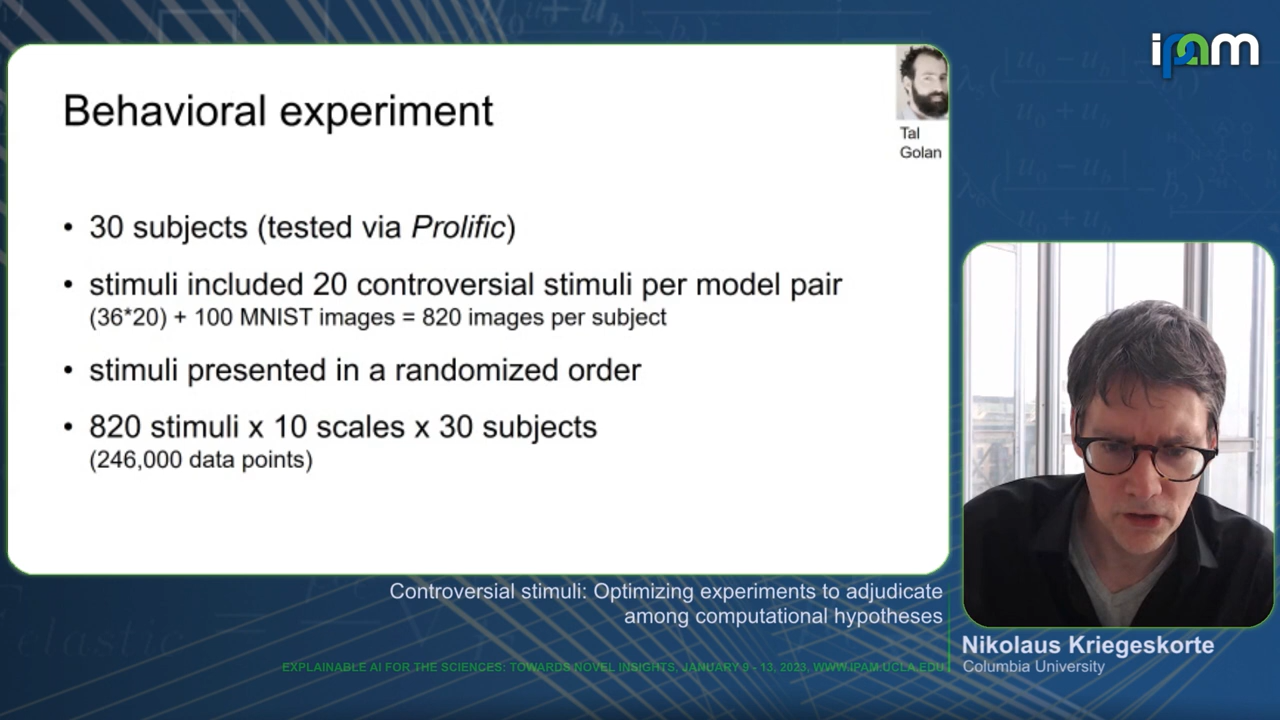 ipam
Behavioral experiment
Tal
Golan
• 30 subjects (tested via Prolific)
• stimuli included 20 controversial stimuli per model pair
(36*20) + 100 MNIST images = 820 images per subject
• stimuli presented in a randomized order
• 820 stimuli x 10 scales x 30 subjects
(246,000 data points)
Controversial stimuli: Optimizing experiments to adjudicate
among computational hypotheses
Nikolaus Kriegeskorte
Columbia University
EXPLAINABLE AI FOR THE SCIENCES: TOWARDS NOVEL INSIGHTS, JANUARY 9 - 13, 2023, WWW.IPAM.UCLA.EDU
elastic